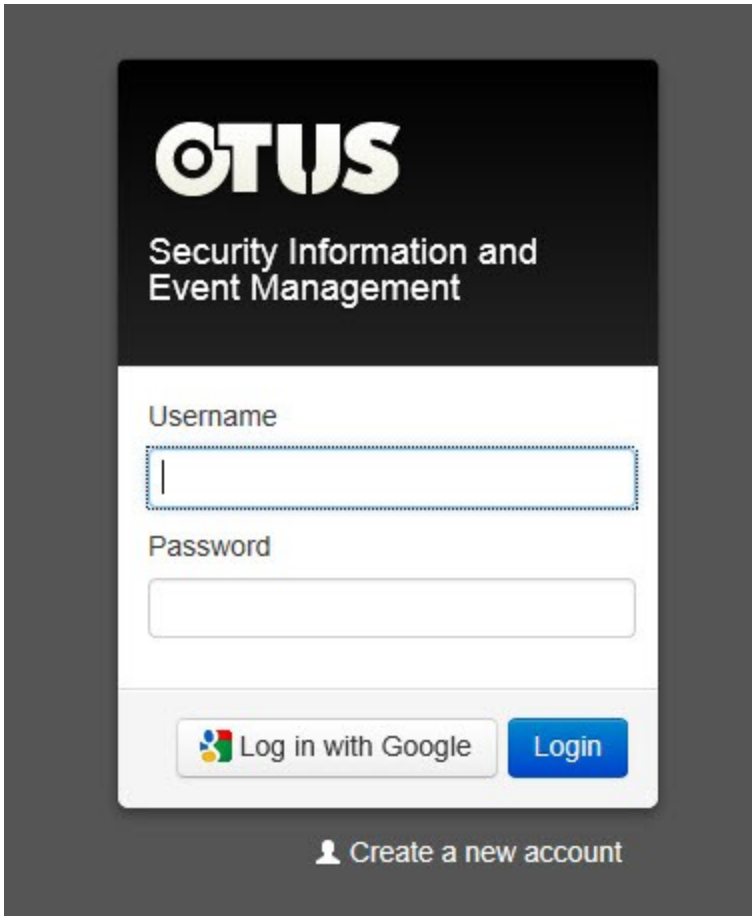 OTUS
Security Information and
Event Management
Username
Password
Log in with Google
Login
Create a new account